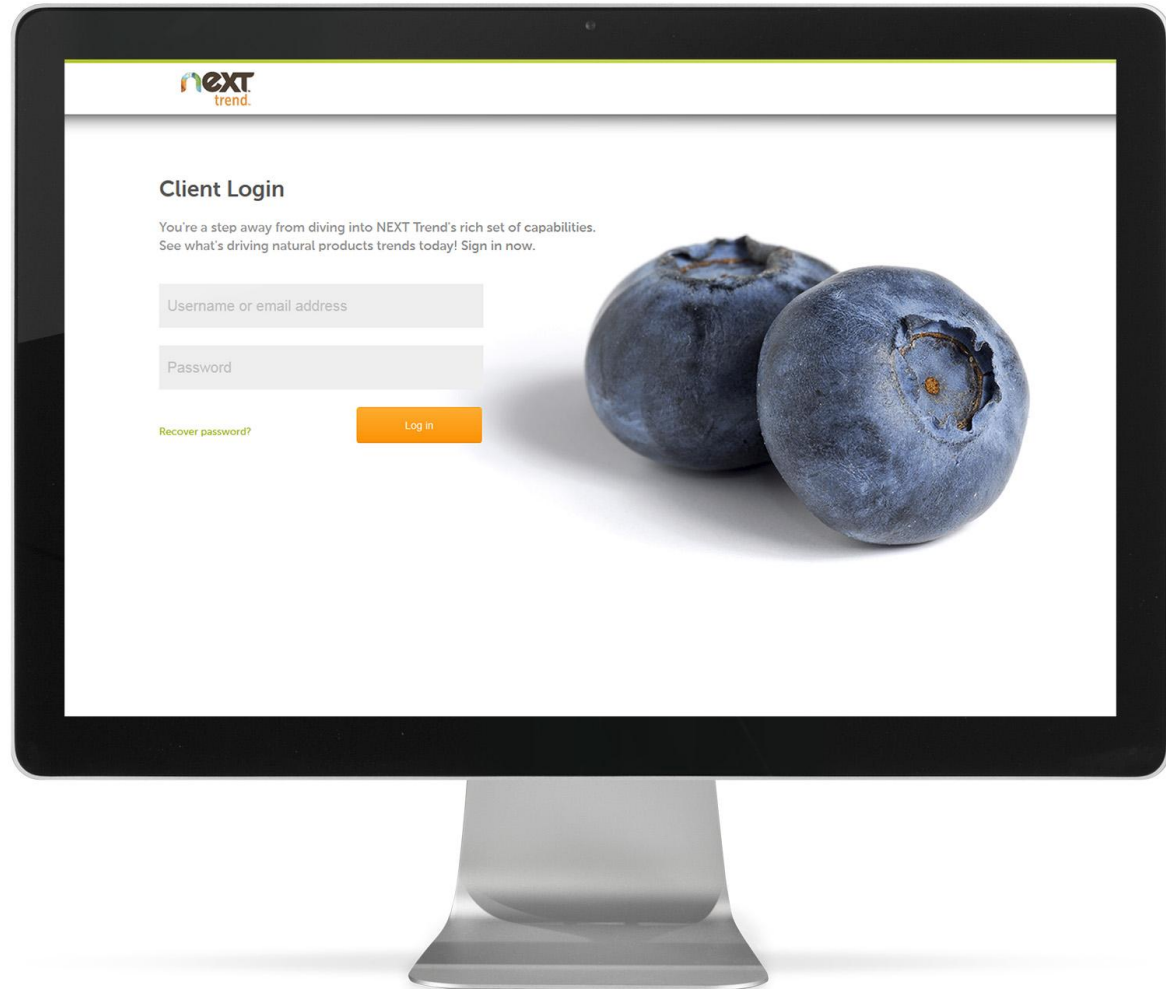 next
trend.
Client Login
You're a step away from diving into NEXT Trend's rich set of capabilities.
See what's driving natural products trends today! Sign in now.
Username or email address
Password
Recover password?
Log in